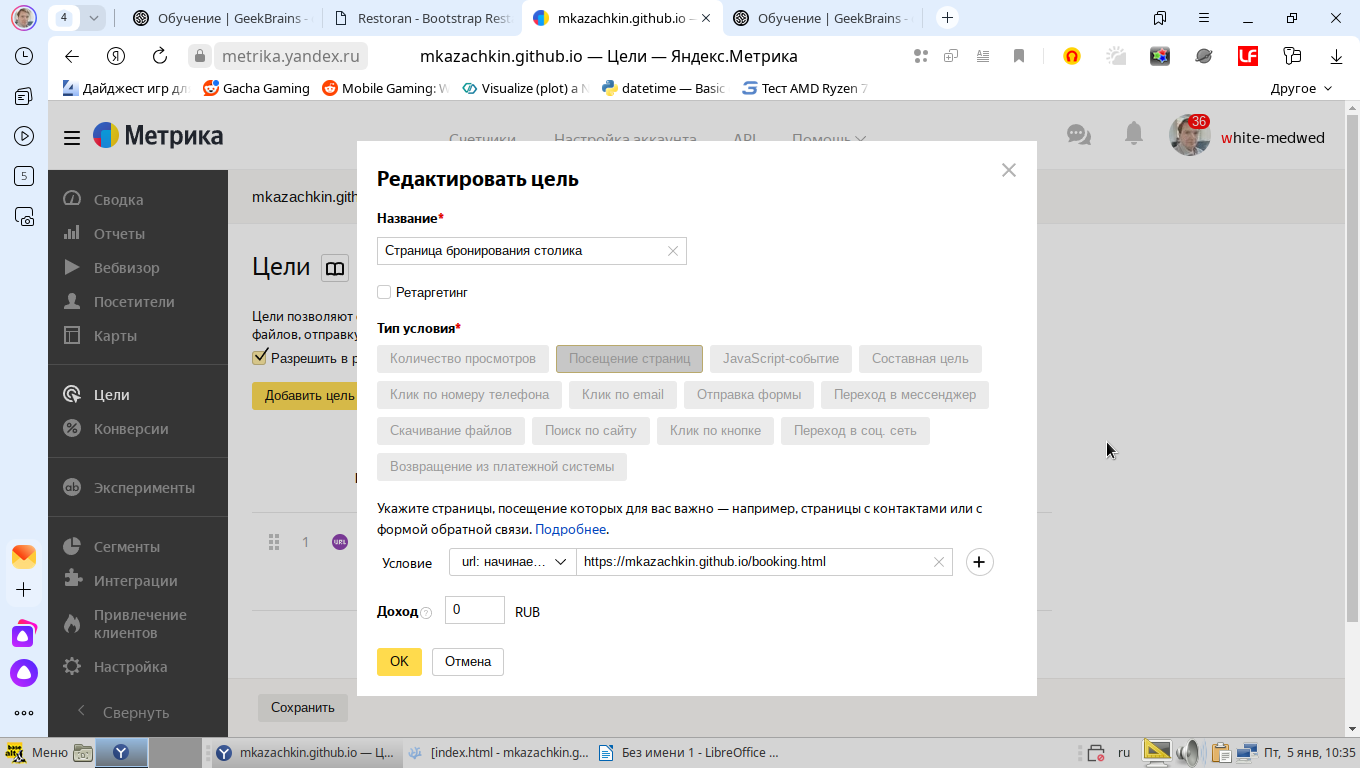 4
Обучение | GeekBrains -
Restoran - Bootstrap Rest
mkazachkin.github.io —
Обучение | GeekBrains -
metrika.yandex.ru
mkazachkin.github.io — Цели — Яндекс.Метрика
LF
Дайджест игр дл
Gacha Gaming
Mobile Gaming: W
Visualize (plot) a N
datetime — Basic
Тест AMD Ryzen 7
Другое
5
Метрика
Счетчики
Настройка аккаунта
API
Помощь
36
white-medwed
Сводка
Отчеты
Вебвизор
Посетители
Карты
Цели
Конверсии
Эксперименты
Сегменты
Интеграции
Привлечение
клиентов
Настройка
Свернуть
mkazachkin.gith
Цели
Цели позволяют
файлов, отправку
Разрешить в р
Добавить цель
1
URL
Сохранить
Редактировать цель
Название*
Страница бронирования столика
Ретаргетинг
Тип условия*
Количество просмотров
Посещение страниц
JavaScript-событие
Составная цель
Клик по номеру телефона
Клик по email
Отправка формы
Переход в мессенджер
Скачивание файлов
Поиск по сайту
Клик по кнопке
Переход в соц. сеть
Возвращение из платежной системы
Укажите страницы, посещение которых для вас важно — например, страницы с контактами или с
формой обратной связи. Подробнее.
Условие
url: начинае...
https://mkazachkin.github.io/booking.html
Доход
?
0
RUB
OK
Отмена
Меню
mkazachkin.github.io — Ц...
[index.html - mkazachkin.g...
Без имени 1 - LibreOffice ...
ru
Пт, 5 янв, 10:35